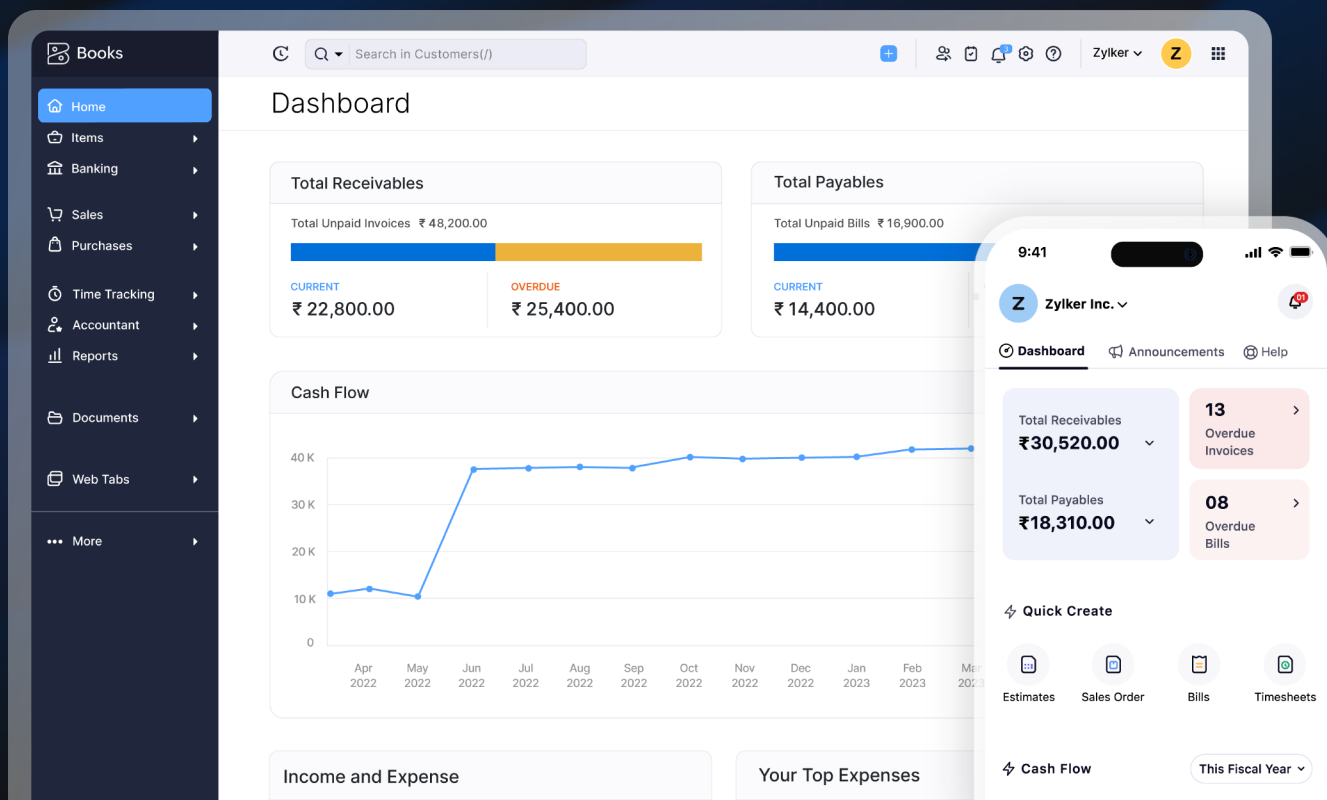 Books
Search in Customers(/)
3
Zylker
Z
Home
Items
Banking
Sales
Purchases
Time Tracking
Accountant
Reports
Documents
Web Tabs
More
Dashboard
Total Receivables
Total Unpaid Invoices ₹ 48,200.00
CURRENT
₹ 22,800.00
OVERDUE
₹ 25,400.00
Total Payables
Total Unpaid Bills ₹ 16,900.00
CURRENT
₹ 14,400.00
Cash Flow
40 K
30 K
20 K
10 K
0
Apr 2022
May 2022
Jun 2022
Jul 2022
Aug 2022
Sep 2022
Oct 2022
Nov 2022
Dec 2022
Jan 2023
Feb 2023
Mar 2023
Income and Expense
Your Top Expenses
9:41
Z
Zylker Inc.
01
Dashboard
Announcements
Help
Total Receivables
₹30,520.00
Total Payables
₹18,310.00
13
Overdue
Invoices
08
Overdue
Bills
Quick Create
Estimates
Sales Order
Bills
Timesheets
Cash Flow
This Fiscal Year